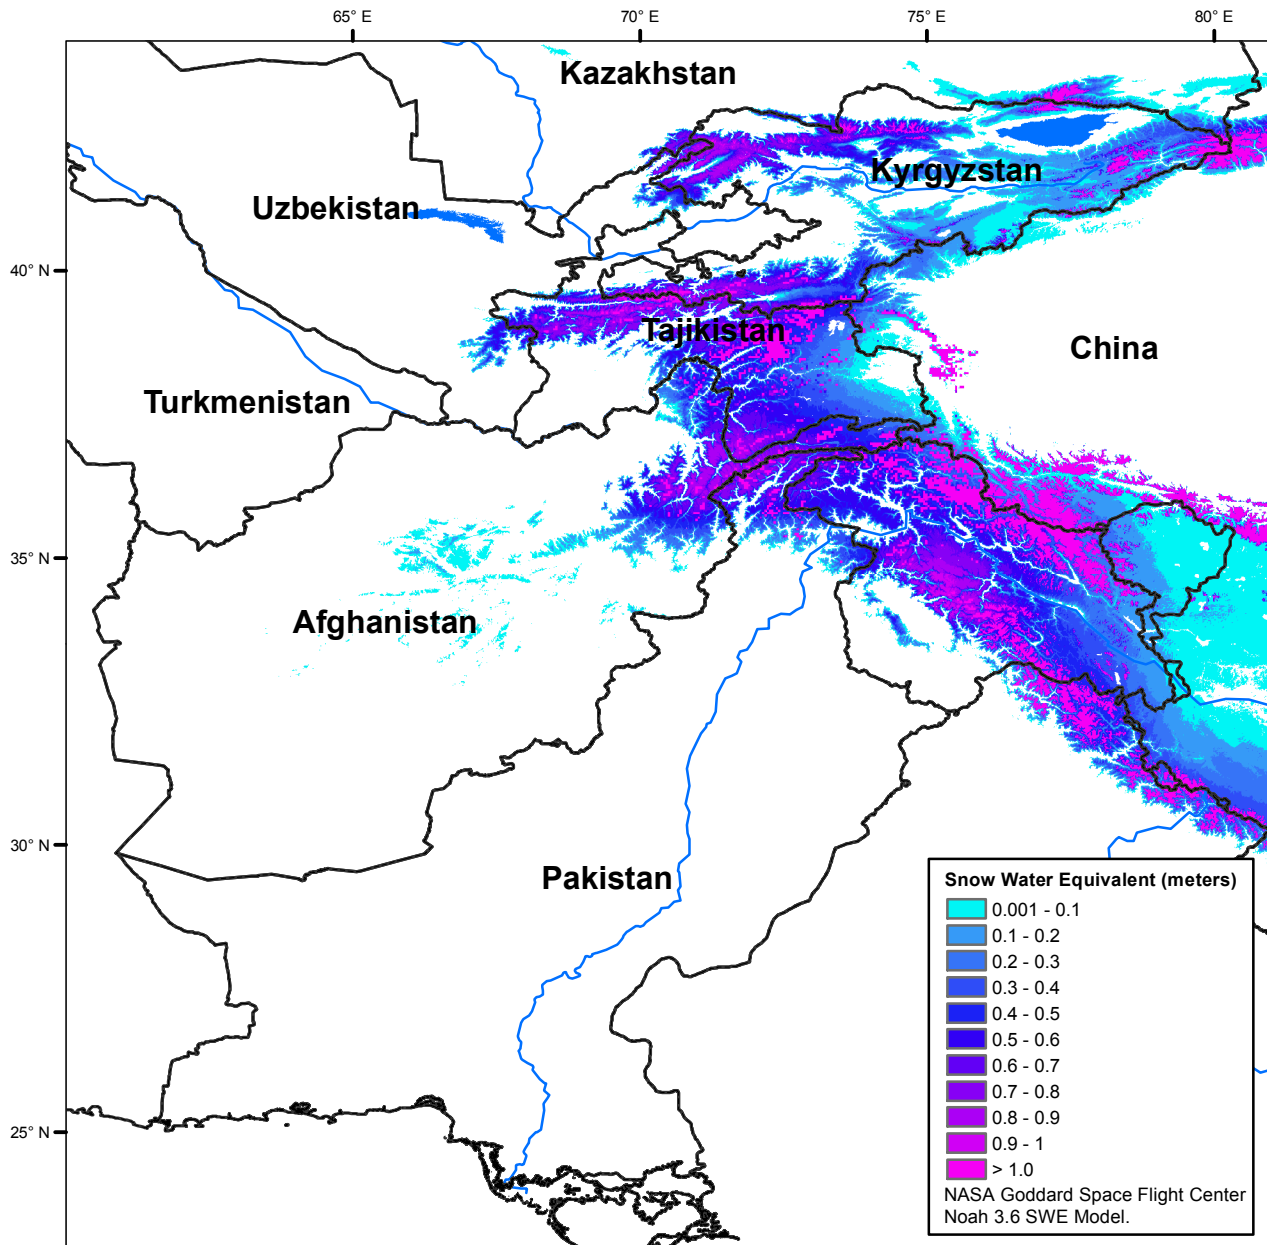 65° E
70° E
75° E
80° E
Kazakhstan
Kyrgyzstan
Uzbekistan
40° N
Tajikistan
China
Turkmenistan
35° N
Afghanistan
30° N
Pakistan
25° N
Snow Water Equivalent (meters)
0.001 - 0.1
0.1 - 0.2
0.2 - 0.3
0.3 - 0.4
0.4 - 0.5
0.5 - 0.6
0.6 - 0.7
0.7 - 0.8
0.8 - 0.9
0.9 - 1
> 1.0
NASA Goddard Space Flight Center
Noah 3.6 SWE Model.